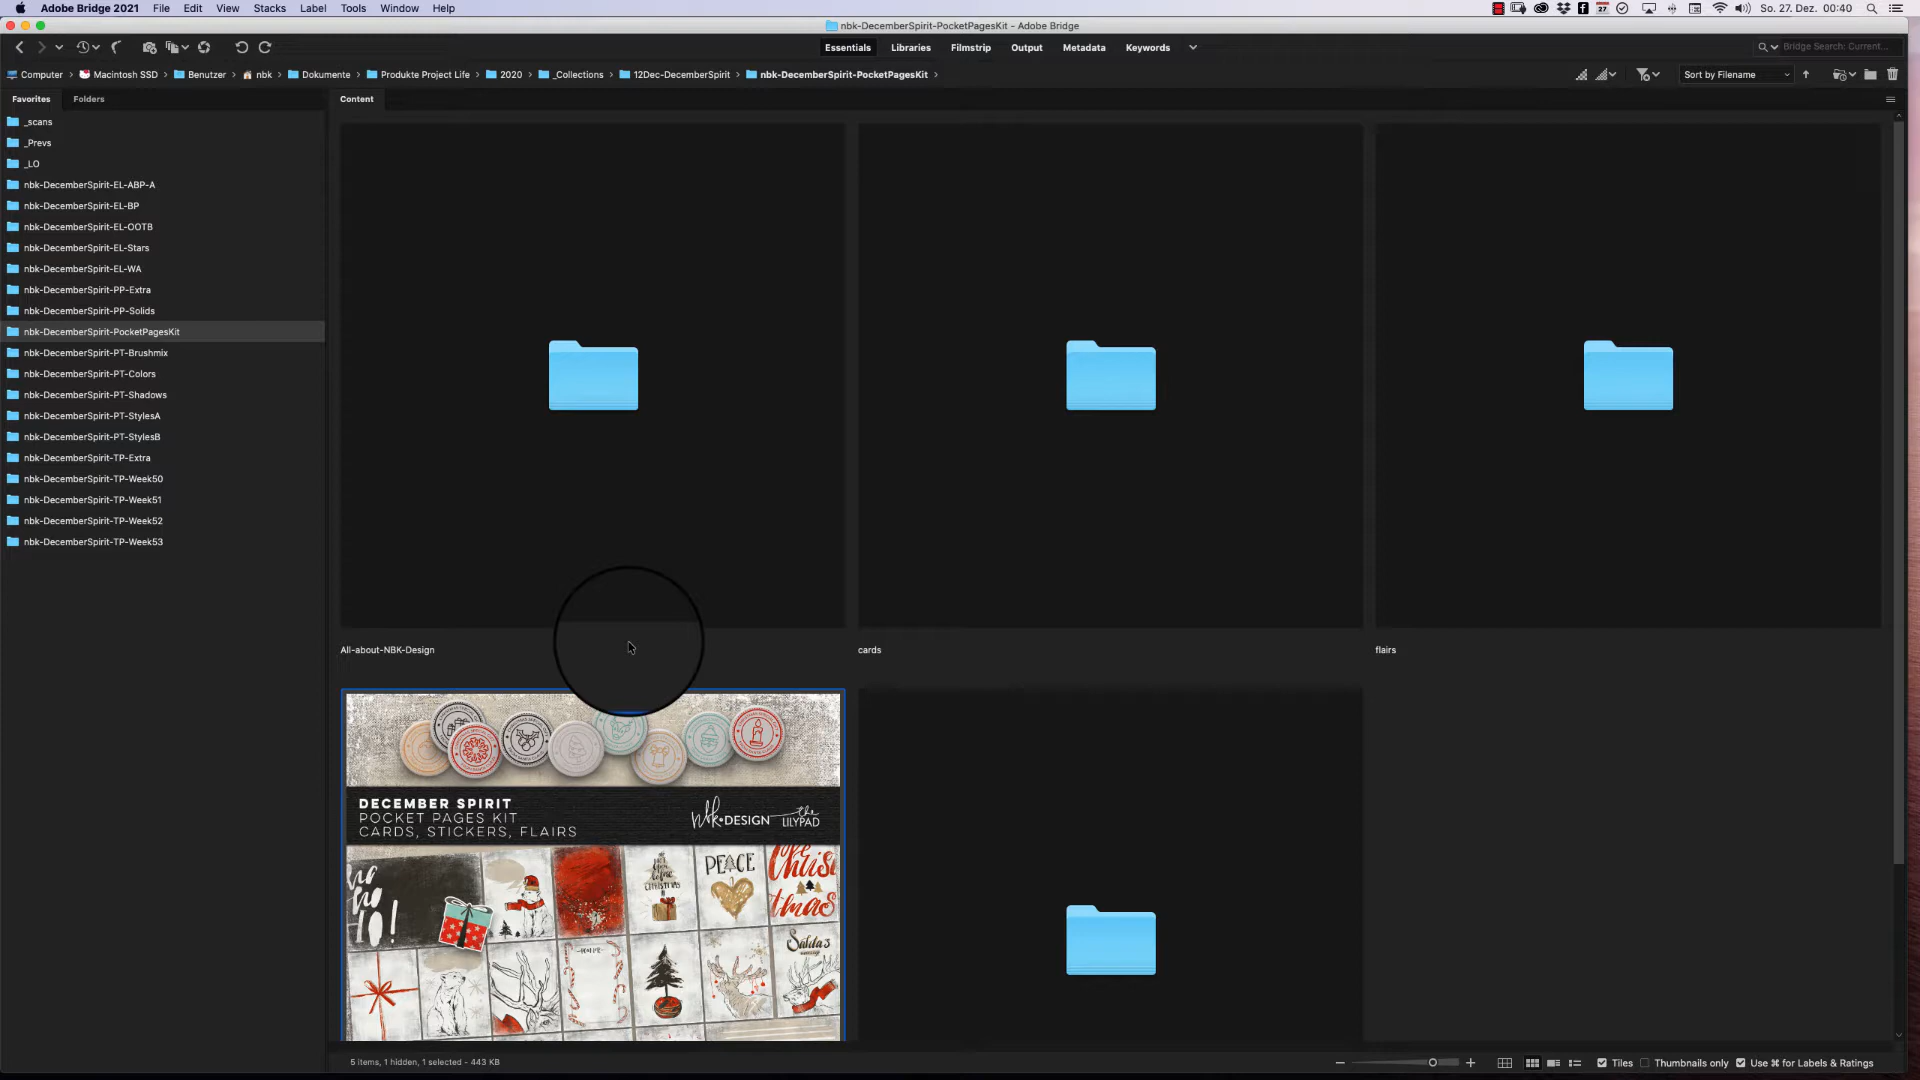 Adobe Bridge 2021 File Edit View Stacks Label Tools Window Help
27 So. 27. Dez. 00:40
nbk-DecemberSpirit-PocketPagesKit - Adobe Bridge
Essentials Libraries Filmstrip Output Metadata Keywords
Bridge Search: Current...
Computer Macintosh SSD Benutzer nbk Dokumente Produkte Project Life 2020 _Collections 12Dec-DecemberSpirit nbk-DecemberSpirit-PocketPagesKit
Sort by Filename
Favorites Folders
Content
_scans
_Prevs
_LO
nbk-DecemberSpirit-EL-ABP-A
nbk-DecemberSpirit-EL-BP
nbk-DecemberSpirit-EL-OOTB
nbk-DecemberSpirit-EL-Stars
nbk-DecemberSpirit-EL-WA
nbk-DecemberSpirit-PP-Extra
nbk-DecemberSpirit-PP-Solids
nbk-DecemberSpirit-PocketPagesKit
nbk-DecemberSpirit-PT-Brushmix
nbk-DecemberSpirit-PT-Colors
nbk-DecemberSpirit-PT-Shadows
nbk-DecemberSpirit-PT-StylesA
nbk-DecemberSpirit-PT-StylesB
nbk-DecemberSpirit-TP-Extra
nbk-DecemberSpirit-TP-Week50
nbk-DecemberSpirit-TP-Week51
nbk-DecemberSpirit-TP-Week52
nbk-DecemberSpirit-TP-Week53
All-about-NBK-Design
cards
flairs
DECEMBER SPIRIT
POCKET PAGES KIT
CARDS, STICKERS, FLAIRS
nbk•DESIGN
the LILYPAD
PEACE
5 items, 1 hidden, 1 selected - 443 KB
Tiles Thumbnails only Use ⌘ for Labels & Ratings